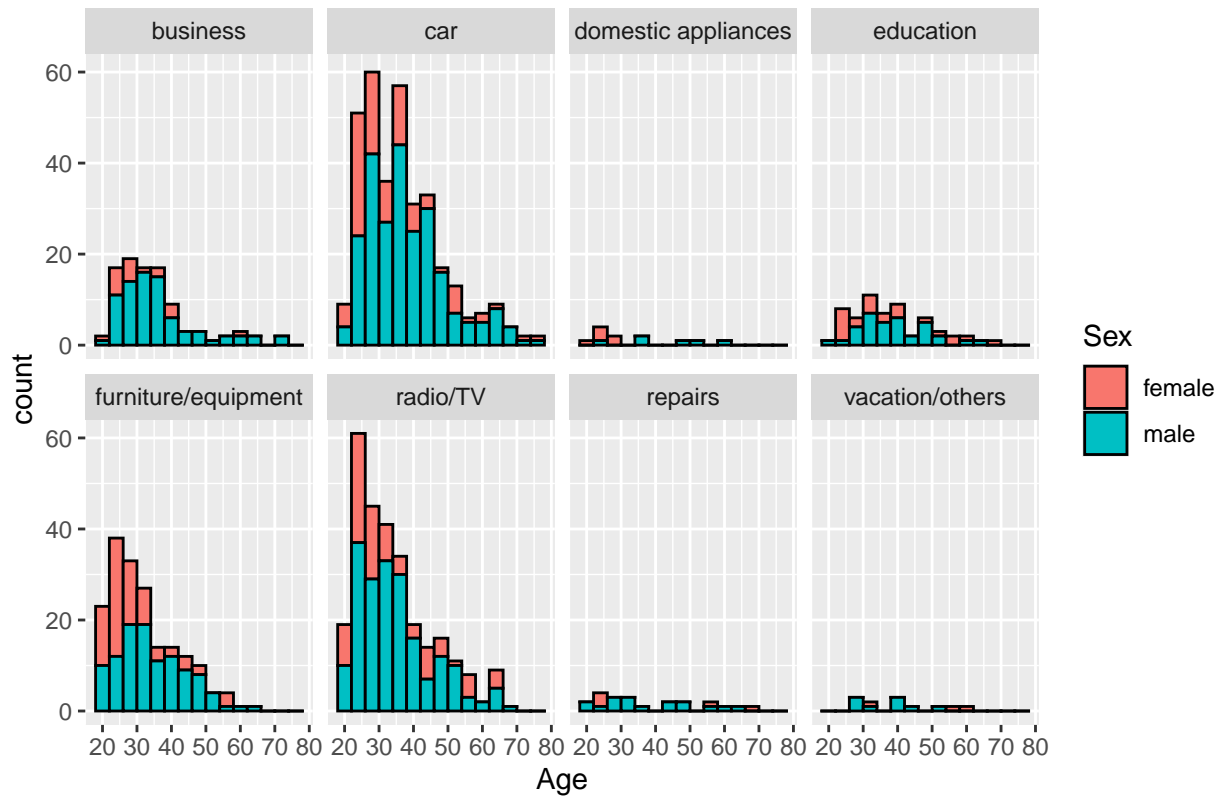 business car domestic appliances education
60
40
20
0
furniture/equipment radio/TV repairs vacation/others
60
40
20
0
20 30 40 50 60 70 80 20 30 40 50 60 70 80 20 30 40 50 60 70 80 20 30 40 50 60 70 80
Age
count
Sex
female
male